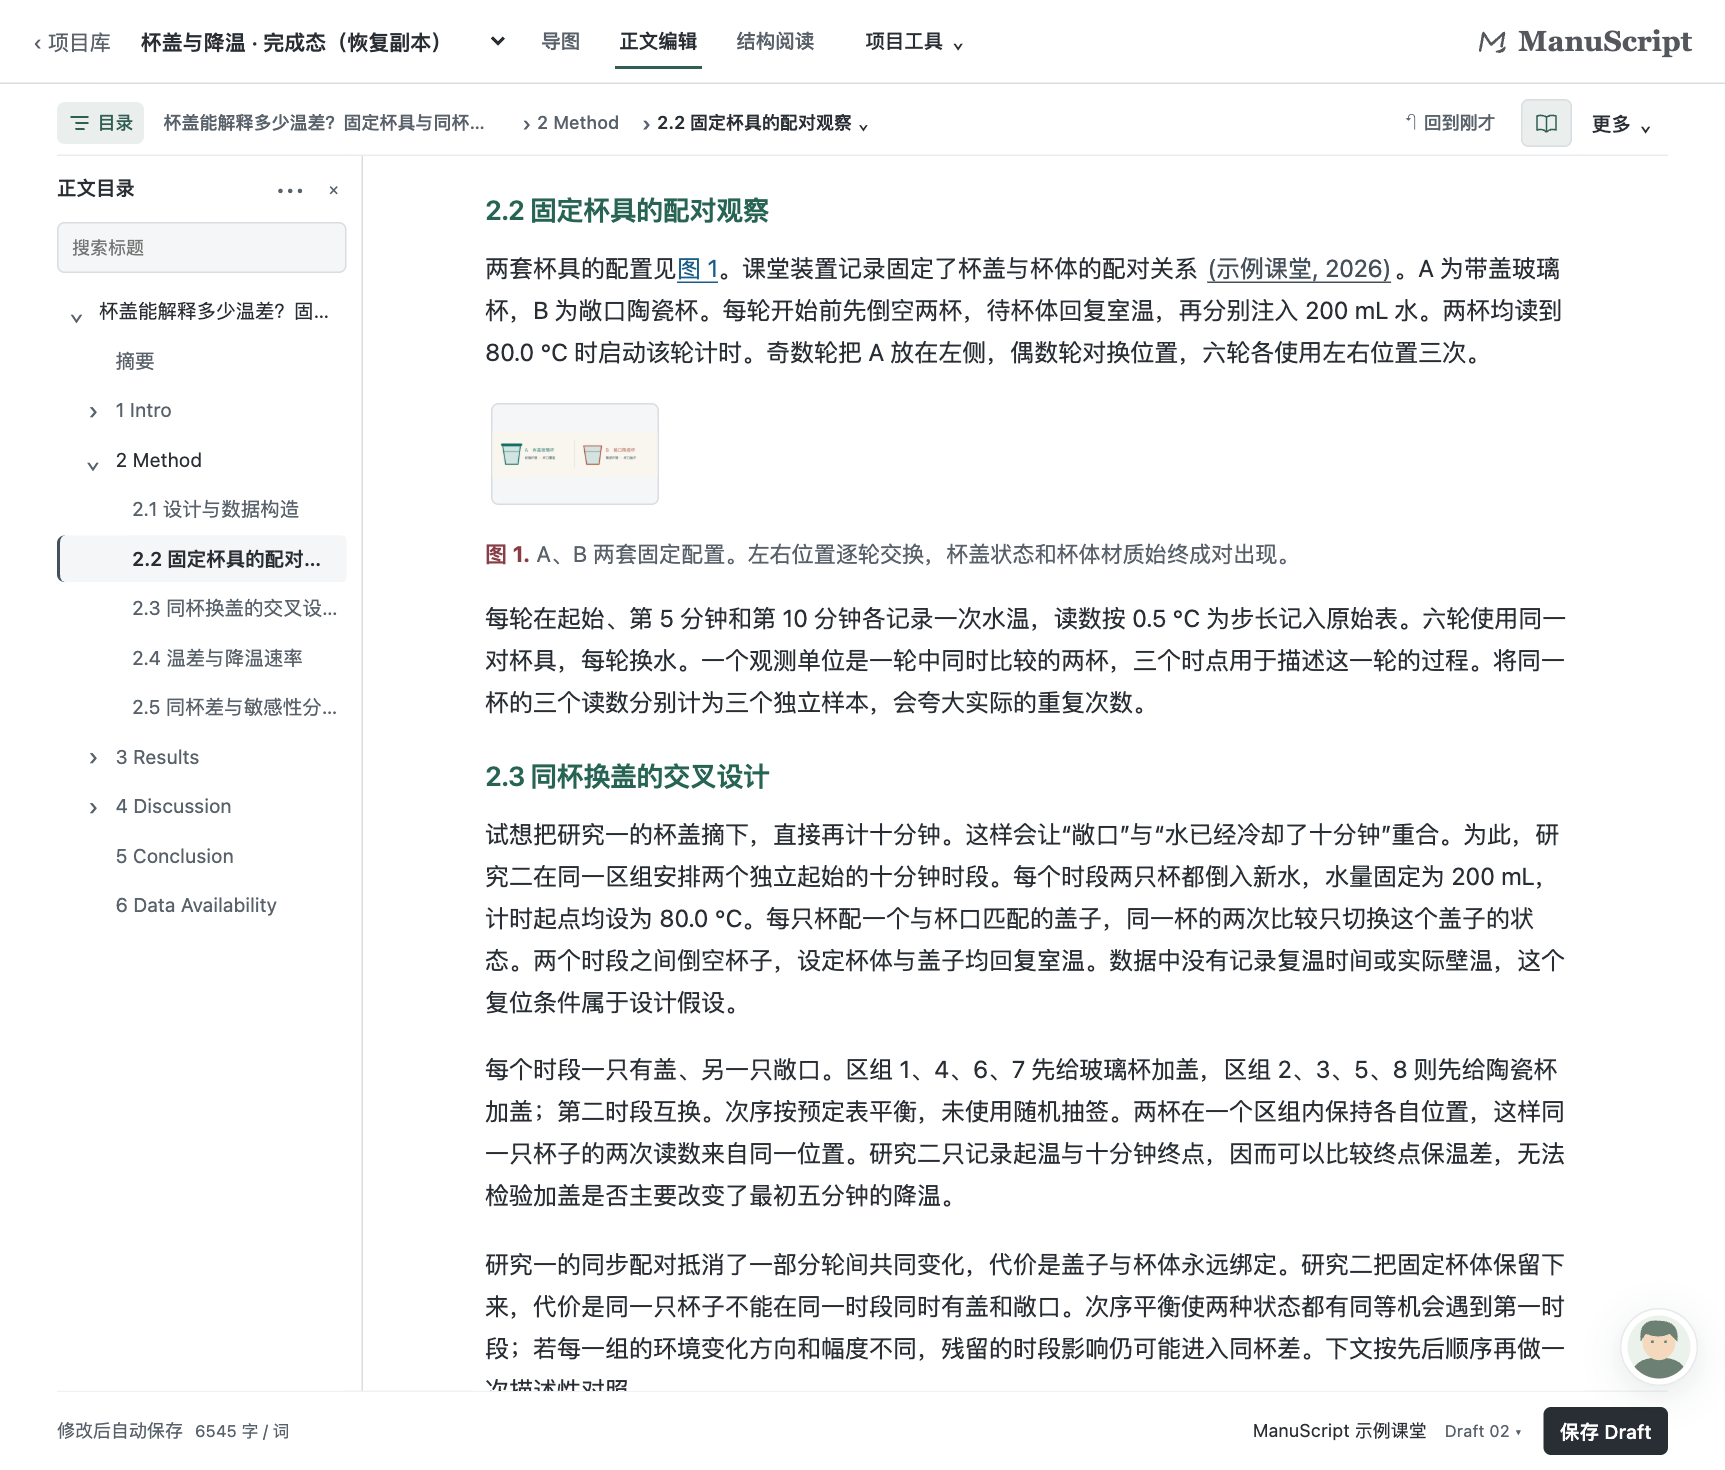 ‹ 项目库
杯盖与降温 · 完成态（恢复副本）
导图
正文编辑
结构阅读
项目工具
ManuScript
目录
杯盖能解释多少温差？固定杯具与同杯...
› 2 Method
› 2.2 固定杯具的配对观察
回到刚才
更多
正文目录
搜索标题
杯盖能解释多少温差？固...
摘要
1 Intro
2 Method
2.1 设计与数据构造
2.2 固定杯具的配对...
2.3 同杯换盖的交叉设...
2.4 温差与降温速率
2.5 同杯差与敏感性分...
3 Results
4 Discussion
5 Conclusion
6 Data Availability
2.2 固定杯具的配对观察
两套杯具的配置见图 1。课堂装置记录固定了杯盖与杯体的配对关系 (示例课堂, 2026)。A 为带盖玻璃
杯，B 为敞口陶瓷杯。每轮开始前先倒空两杯，待杯体回复室温，再分别注入 200 mL 水。两杯均读到
80.0 °C 时启动该轮计时。奇数轮把 A 放在左侧，偶数轮对换位置，六轮各使用左右位置三次。
图 1. A、B 两套固定配置。左右位置逐轮交换，杯盖状态和杯体材质始终成对出现。
每轮在起始、第 5 分钟和第 10 分钟各记录一次水温，读数按 0.5 °C 为步长记入原始表。六轮使用同一
对杯具，每轮换水。一个观测单位是一轮中同时比较的两杯，三个时点用于描述这一轮的过程。将同一
杯的三个读数分别计为三个独立样本，会夸大实际的重复次数。
2.3 同杯换盖的交叉设计
试想把研究一的杯盖摘下，直接再计十分钟。这样会让“敞口”与“水已经冷却了十分钟”重合。为此，研
究二在同一区组安排两个独立起始的十分钟时段。每个时段两只杯都倒入新水，水量固定为 200 mL，
计时起点均设为 80.0 °C。每只杯配一个与杯口匹配的盖子，同一杯的两次比较只切换这个盖子的状
态。两个时段之间倒空杯子，设定杯体与盖子均回复室温。数据中没有记录复温时间或实际壁温，这个
复位条件属于设计假设。
每个时段一只有盖、另一只敞口。区组 1、4、6、7 先给玻璃杯加盖，区组 2、3、5、8 则先给陶瓷杯
加盖；第二时段互换。次序按预定表平衡，未使用随机抽签。两杯在一个区组内保持各自位置，这样同
一只杯子的两次读数来自同一位置。研究二只记录起温与十分钟终点，因而可以比较终点保温差，无法
检验加盖是否主要改变了最初五分钟的降温。
研究一的同步配对抵消了一部分轮间共同变化，代价是盖子与杯体永远绑定。研究二把固定杯体保留下
来，代价是同一只杯子不能在同一时段同时有盖和敞口。次序平衡使两种状态都有同等机会遇到第一时
段；若每一组的环境变化方向和幅度不同，残留的时段影响仍可能进入同杯差。下文按先后顺序再做一
次描述性对照
修改后自动保存
6545 字 / 词
ManuScript 示例课堂
Draft 02
保存 Draft